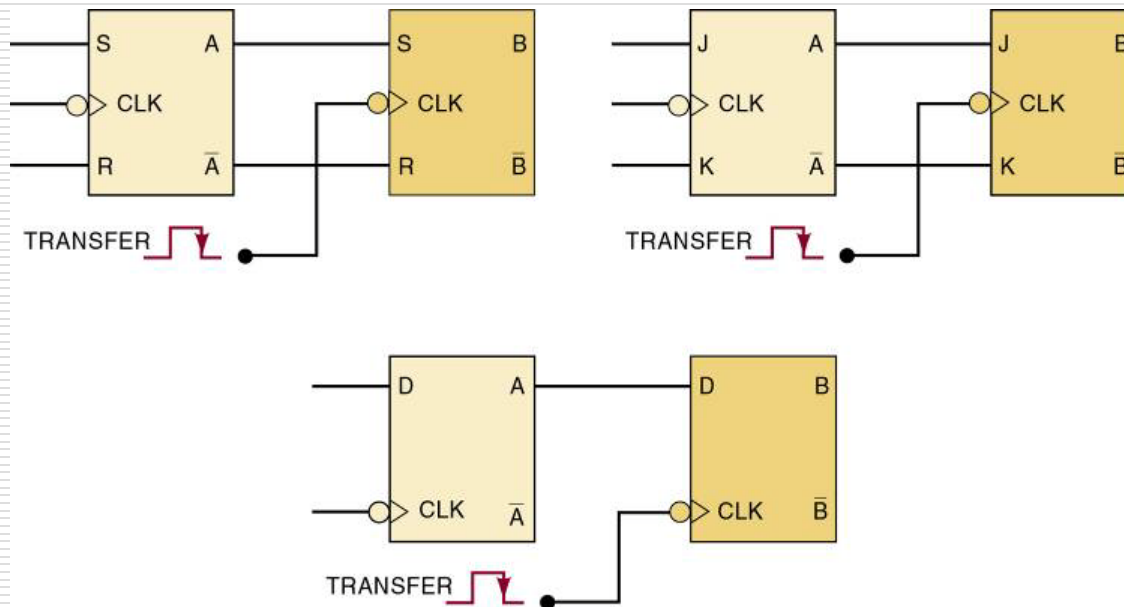 S A S B J A J B
CLK CLK CLK CLK
R A̅ R B̅ K A̅ K B̅
TRANSFER TRANSFER
D A D B
CLK A̅ CLK B̅
TRANSFER